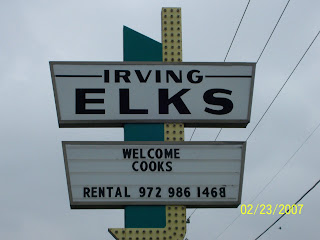 IRVING
ELKS
WELCOME
COOKS
RENTAL 972 986 1468
02/23/2007